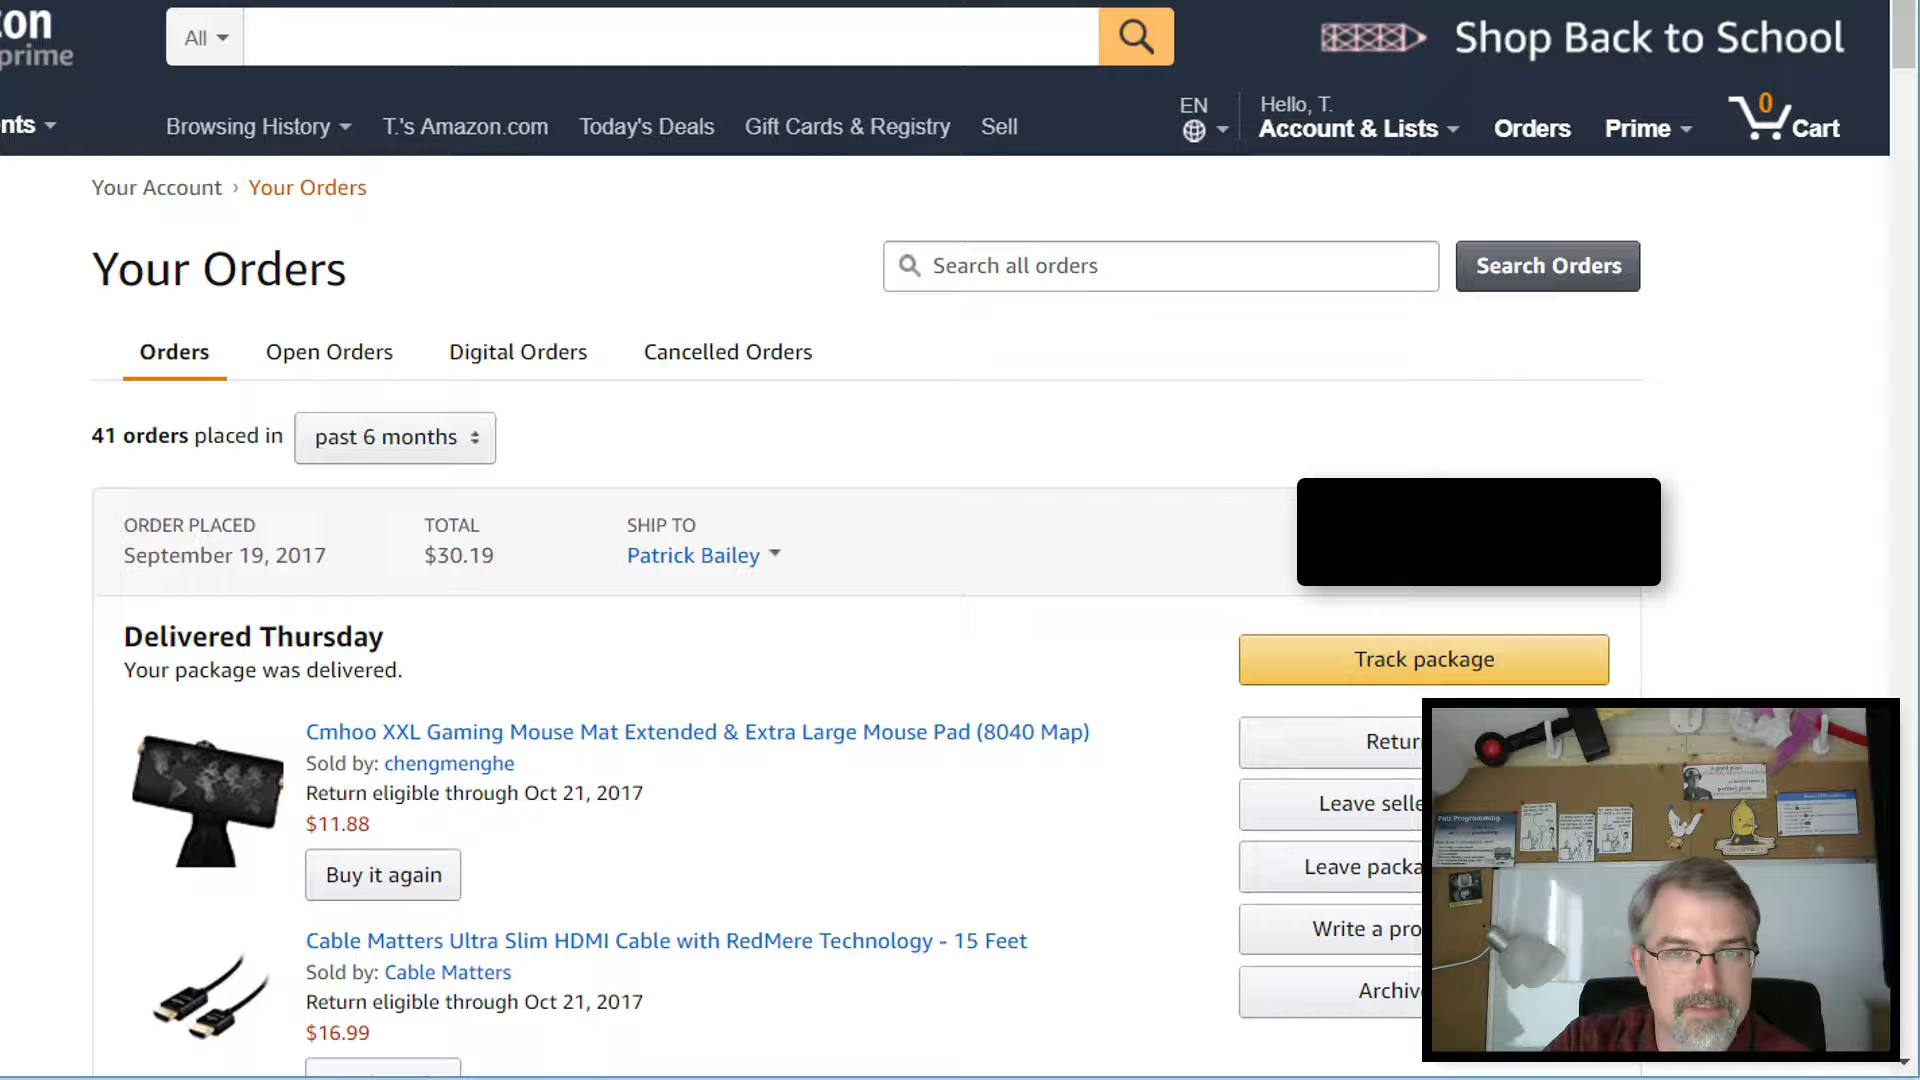 on
prime
All
Shop Back to School
nts
Browsing History
T.'s Amazon.com
Today's Deals
Gift Cards & Registry
Sell
EN
Hello, T.
Account & Lists
Orders
Prime
0
Cart
Your Account › Your Orders
Your Orders
Search all orders
Search Orders
Orders
Open Orders
Digital Orders
Cancelled Orders
41 orders placed in
past 6 months
ORDER PLACED
September 19, 2017
TOTAL
$30.19
SHIP TO
Patrick Bailey
Delivered Thursday
Your package was delivered.
Track package
Cmhoo XXL Gaming Mouse Mat Extended & Extra Large Mouse Pad (8040 Map)
Sold by: chengmenghe
Return eligible through Oct 21, 2017
$11.88
Buy it again
Retur
Leave selle
Leave packa
Write a pro
Archiv
Cable Matters Ultra Slim HDMI Cable with RedMere Technology - 15 Feet
Sold by: Cable Matters
Return eligible through Oct 21, 2017
$16.99
Pair Programming